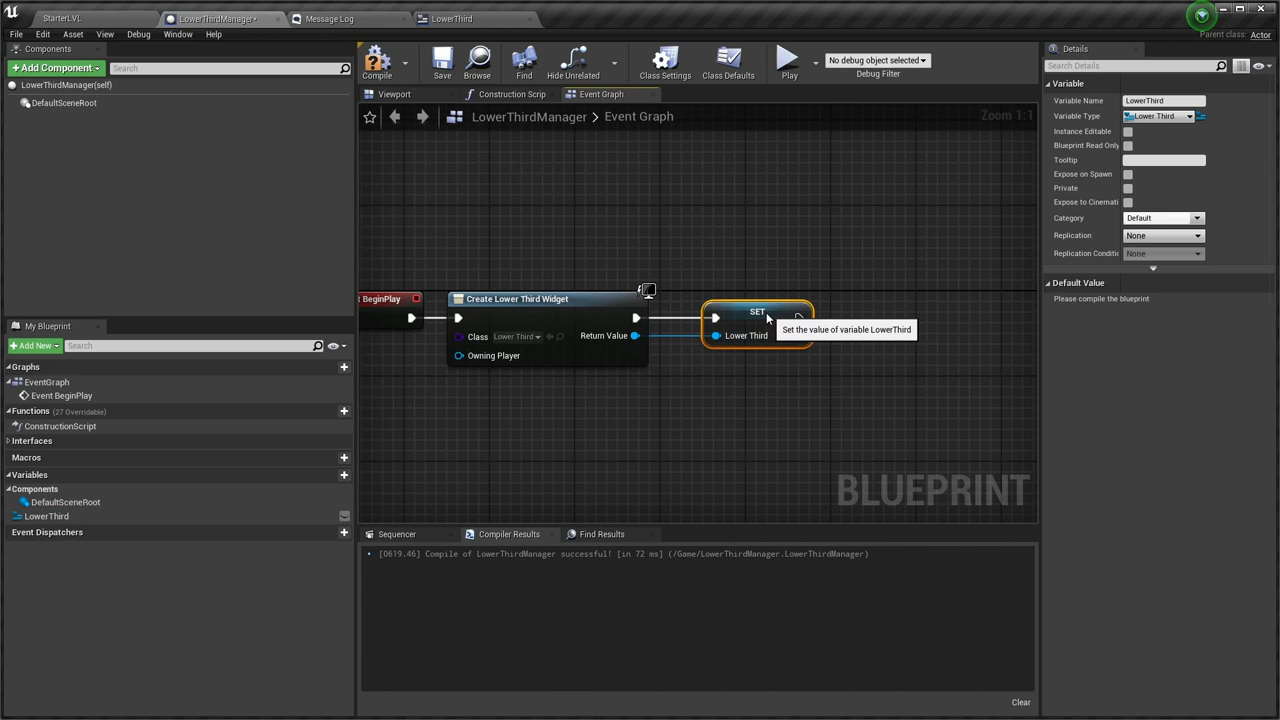 StarterLVL
LowerThirdManager*
Message Log
LowerThird
File Edit Asset View Debug Window Help
Parent class: Actor
Components
+ Add Component
Search
LowerThirdManager(self)
DefaultSceneRoot
Compile
Save
Browse
Find
Hide Unrelated
Class Settings
Class Defaults
Play
No debug object selected
Debug Filter
Viewport
Construction Scrip
Event Graph
LowerThirdManager > Event Graph
Zoom 1:1
t BeginPlay
Create Lower Third Widget
Class Lower Third
Return Value
Owning Player
SET
Lower Third
Set the value of variable LowerThird
BLUEPRINT
My Blueprint
+ Add New
Search
Graphs
EventGraph
Event BeginPlay
Functions (27 Overridable)
ConstructionScript
Interfaces
Macros
Variables
Components
DefaultSceneRoot
LowerThird
Event Dispatchers
Sequencer
Compiler Results
Find Results
[0619.46] Compile of LowerThirdManager successful! [in 72 ms] (/Game/LowerThirdManager.LowerThirdManager)
Clear
Details
Search Details
Variable
Variable Name LowerThird
Variable Type Lower Third
Instance Editable
Blueprint Read Only
Tooltip
Expose on Spawn
Private
Expose to Cinemati
Category Default
Replication None
Replication Conditic None
Default Value
Please compile the blueprint